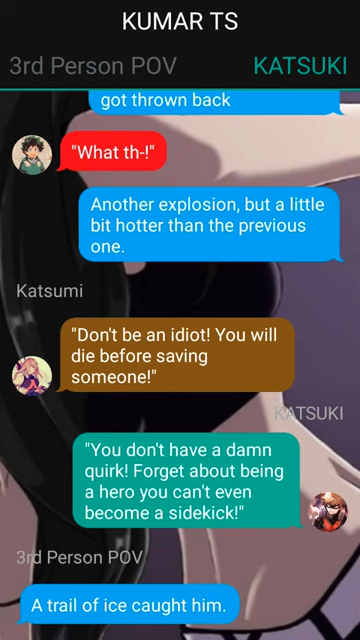 KUMAR TS
3rd Person POV
KATSUKI
got thrown back
"What th-!"
Another explosion, but a little
bit hotter than the previous
one.
Katsumi
"Don't be an idiot! You will
die before saving
someone!"
KATSUKI
"You don't have a damn
quirk! Forget about being
a hero you can't even
become a sidekick!"
3rd Person POV
A trail of ice caught him.